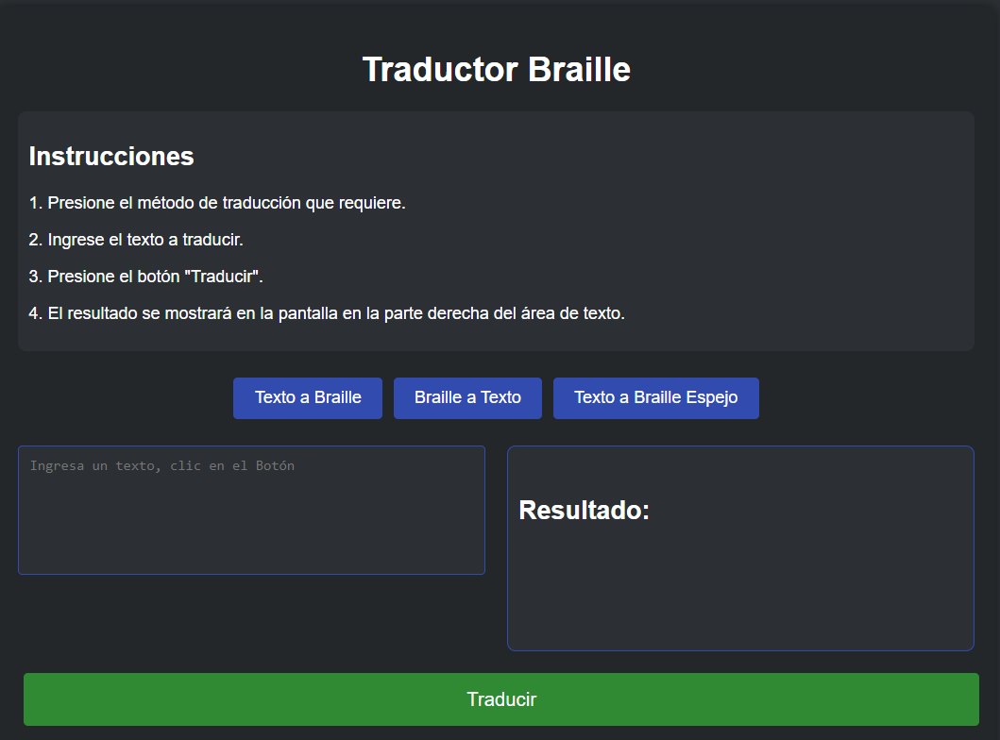 Traductor Braille
Instrucciones
1. Presione el método de traducción que requiere.
2. Ingrese el texto a traducir.
3. Presione el botón "Traducir".
4. El resultado se mostrará en la pantalla en la parte derecha del área de texto.
Texto a Braille
Braille a Texto
Texto a Braille Espejo
Ingresa un texto, clic en el Botón
Resultado:
Traducir